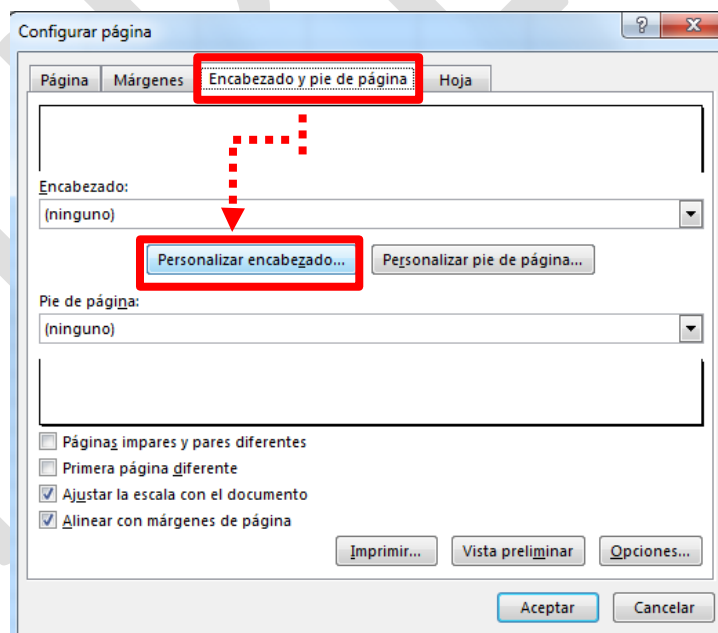 Configurar página
Página Márgenes Encabezado y pie de página Hoja
Encabezado:
(ninguno)
Personalizar encabezado... Personalizar pie de página...
Pie de página:
(ninguno)
Páginas impares y pares diferentes
Primera página diferente
Ajustar la escala con el documento
Alinear con márgenes de página
Imprimir... Vista preliminar Opciones...
Aceptar Cancelar